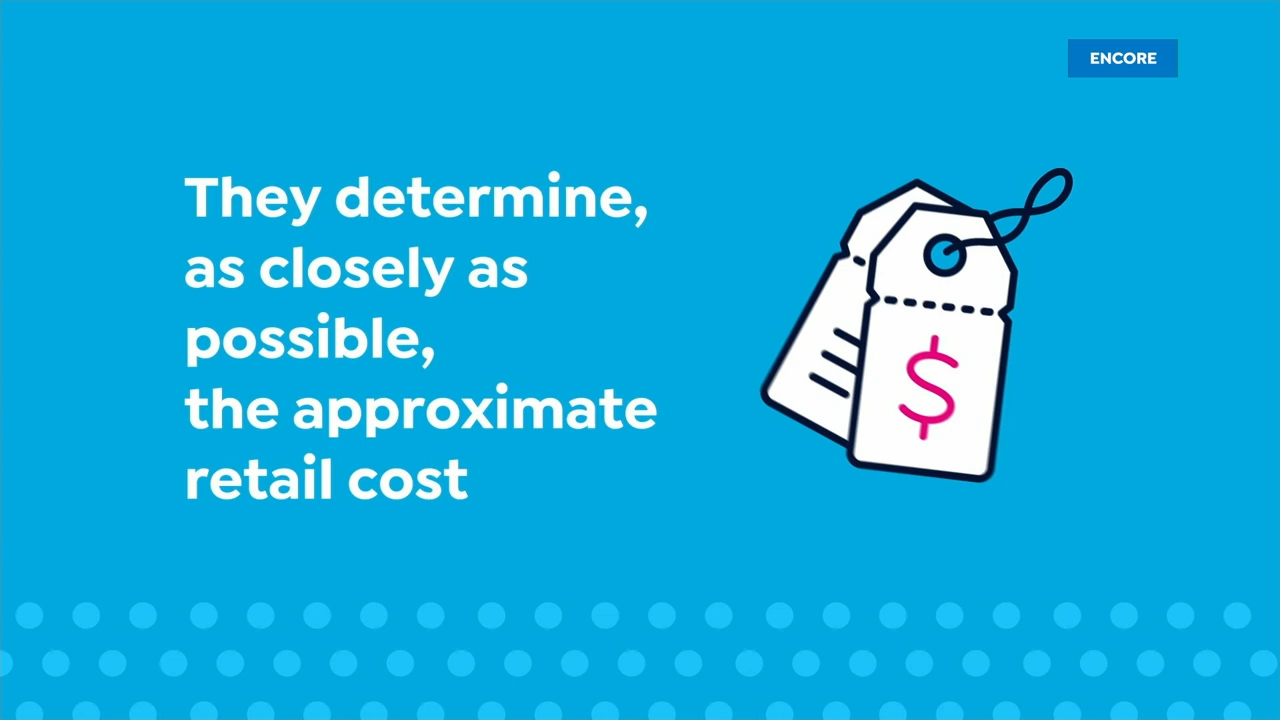 ENCORE
They determine,
as closely as
possible,
the approximate
retail cost
$